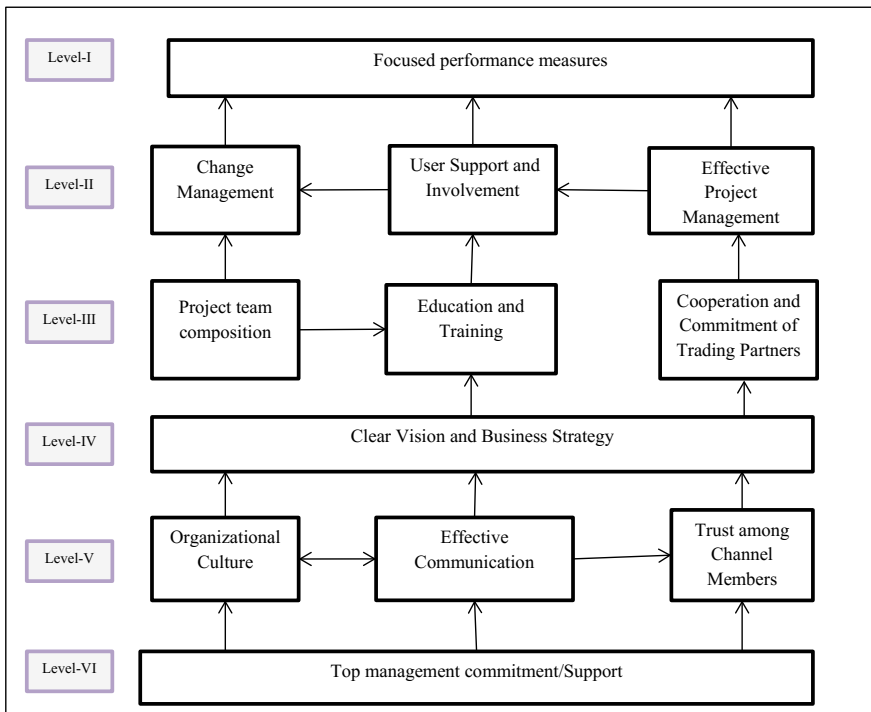 Level-I
Focused performance measures
Level-II
Change
Management
User Support and
Involvement
Effective
Project
Management
Level-III
Project team
composition
Education and
Training
Cooperation and
Commitment of
Trading Partners
Level-IV
Clear Vision and Business Strategy
Level-V
Organizational
Culture
Effective
Communication
Trust among
Channel
Members
Level-VI
Top management commitment/Support